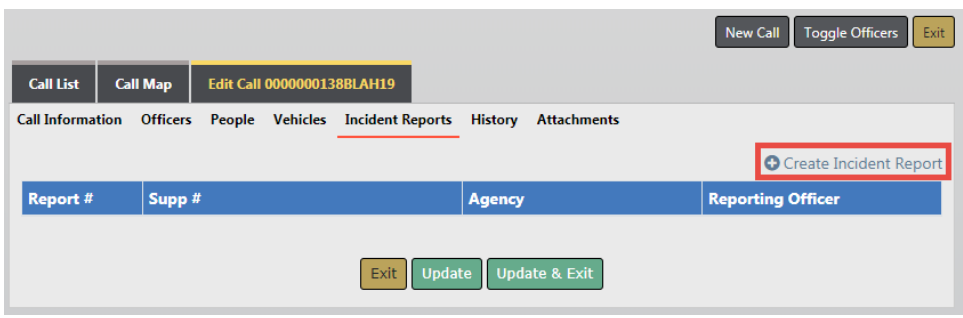 New Call Toggle Officers Exit
Call List Call Map Edit Call 0000000138BLAH19
Call Information Officers People Vehicles Incident Reports History Attachments
Create Incident Report
Report # Supp # Agency Reporting Officer
Exit Update Update & Exit